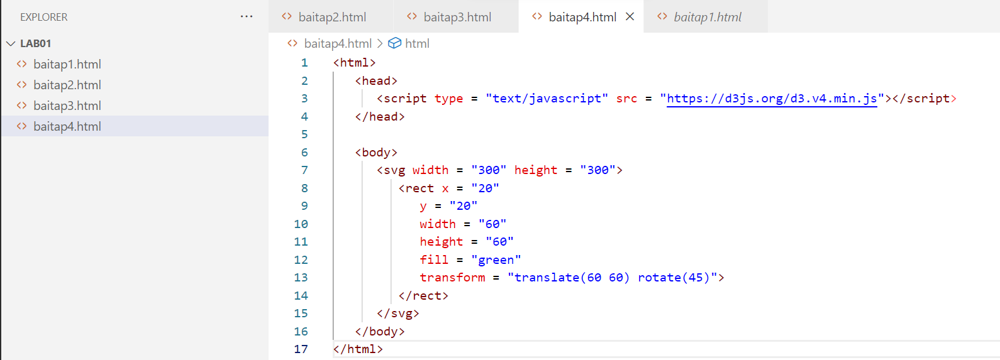 EXPLORER ...
LAB01
baitap1.html
baitap2.html
baitap3.html
baitap4.html
baitap2.html baitap3.html baitap4.html baitap1.html
baitap4.html > html
1 <html>
2 <head>
3 <script type = "text/javascript" src = "https://d3js.org/d3.v4.min.js"></script>
4 </head>
5
6 <body>
7 <svg width = "300" height = "300">
8 <rect x = "20"
9 y = "20"
10 width = "60"
11 height = "60"
12 fill = "green"
13 transform = "translate(60 60) rotate(45)">
14 </rect>
15 </svg>
16 </body>
17 </html>